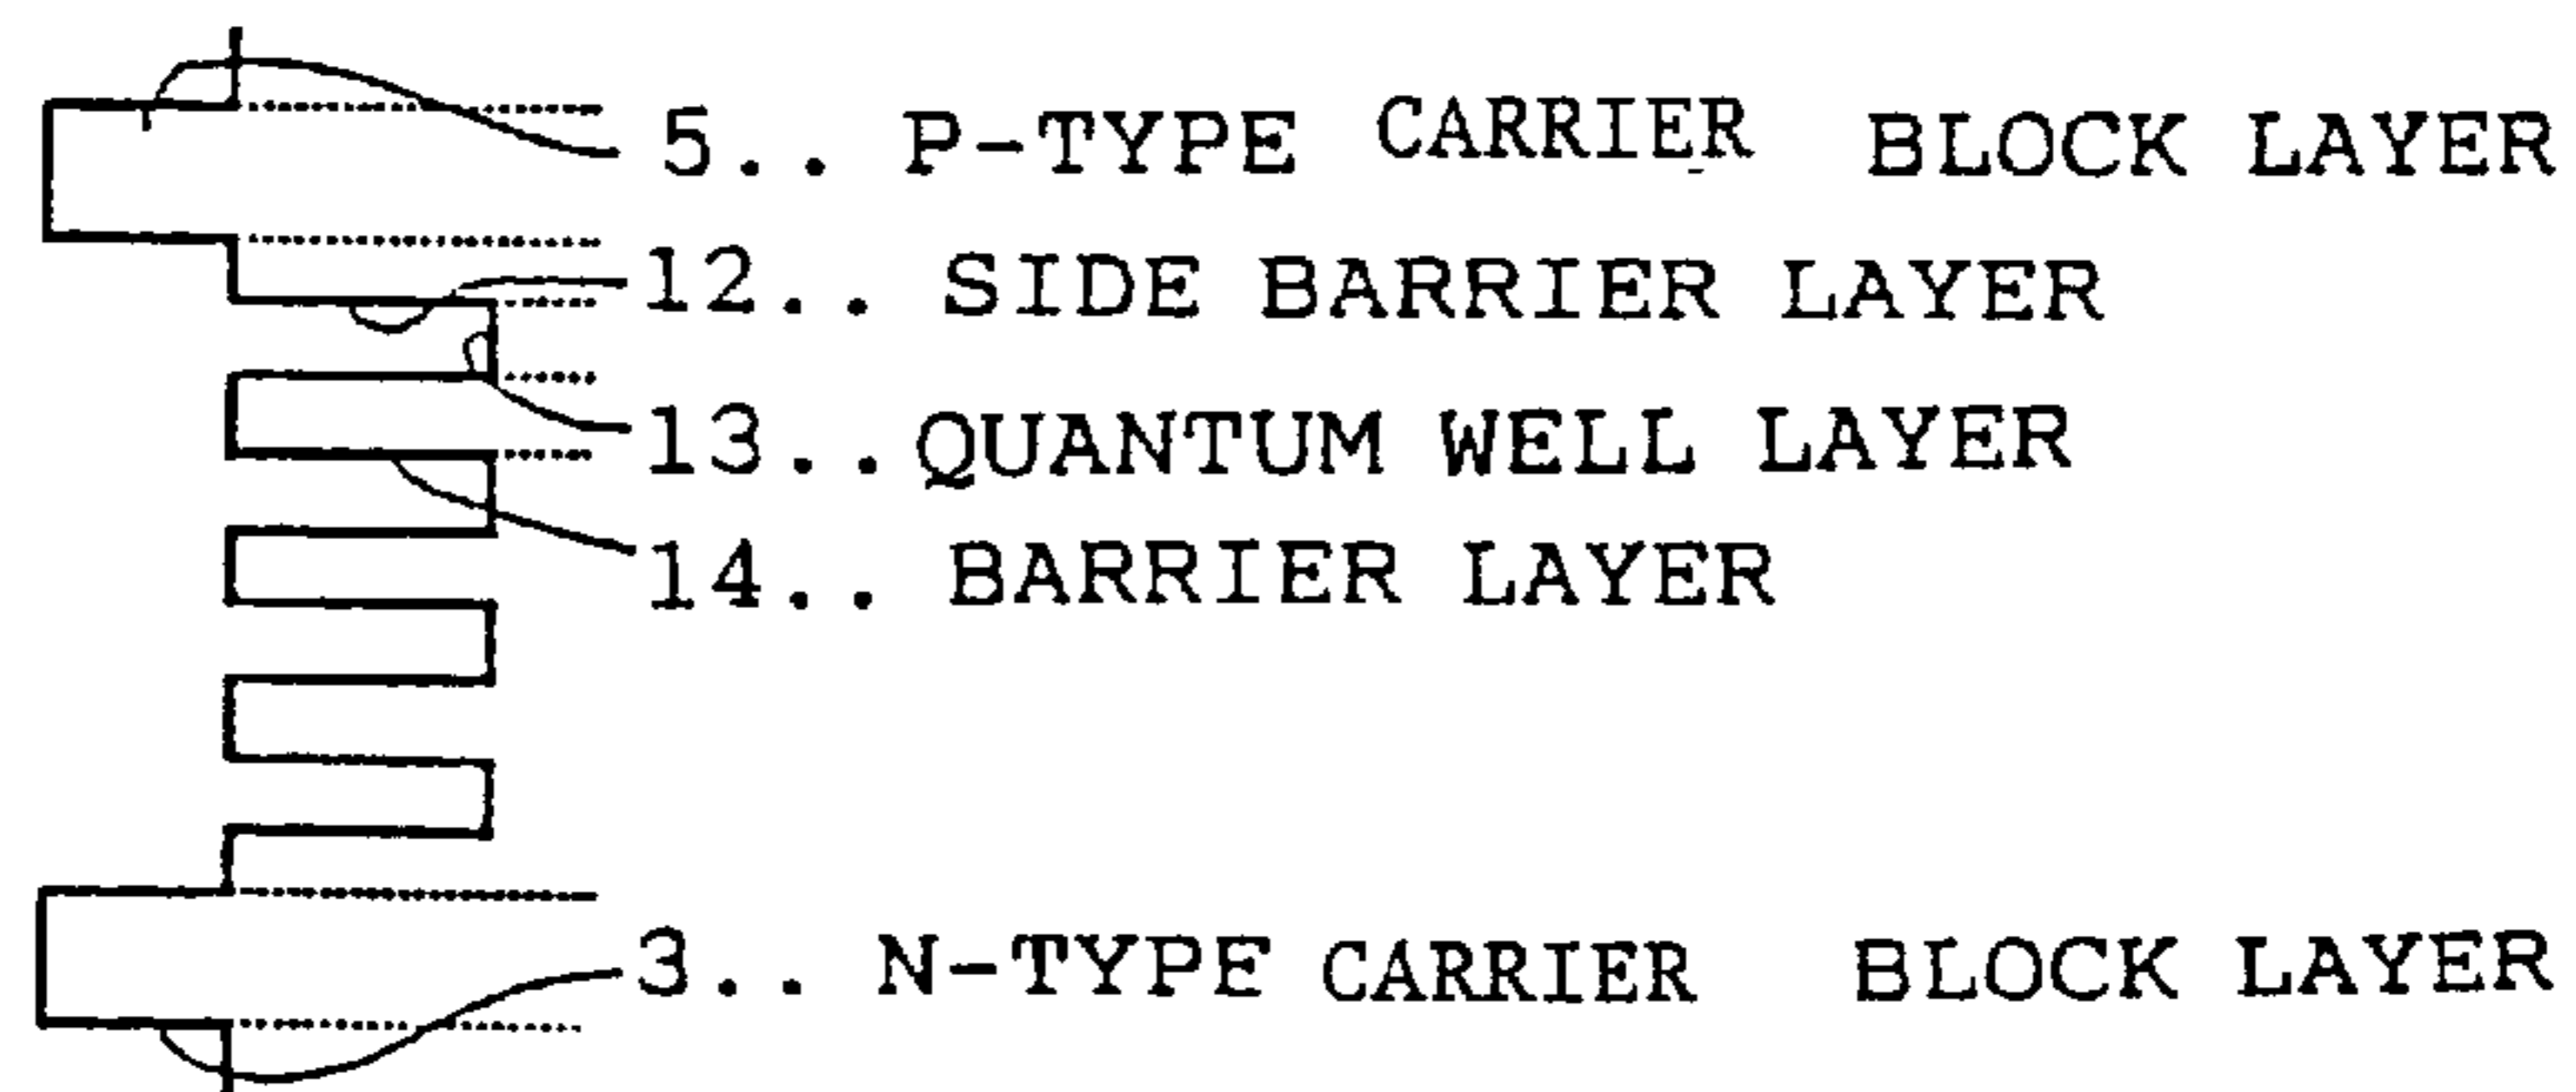 5.. P-TYPE CARRIER BLOCK LAYER
12.. SIDE BARRIER LAYER
13.. QUANTUM WELL LAYER
14.. BARRIER LAYER
3.. N-TYPE CARRIER BLOCK LAYER